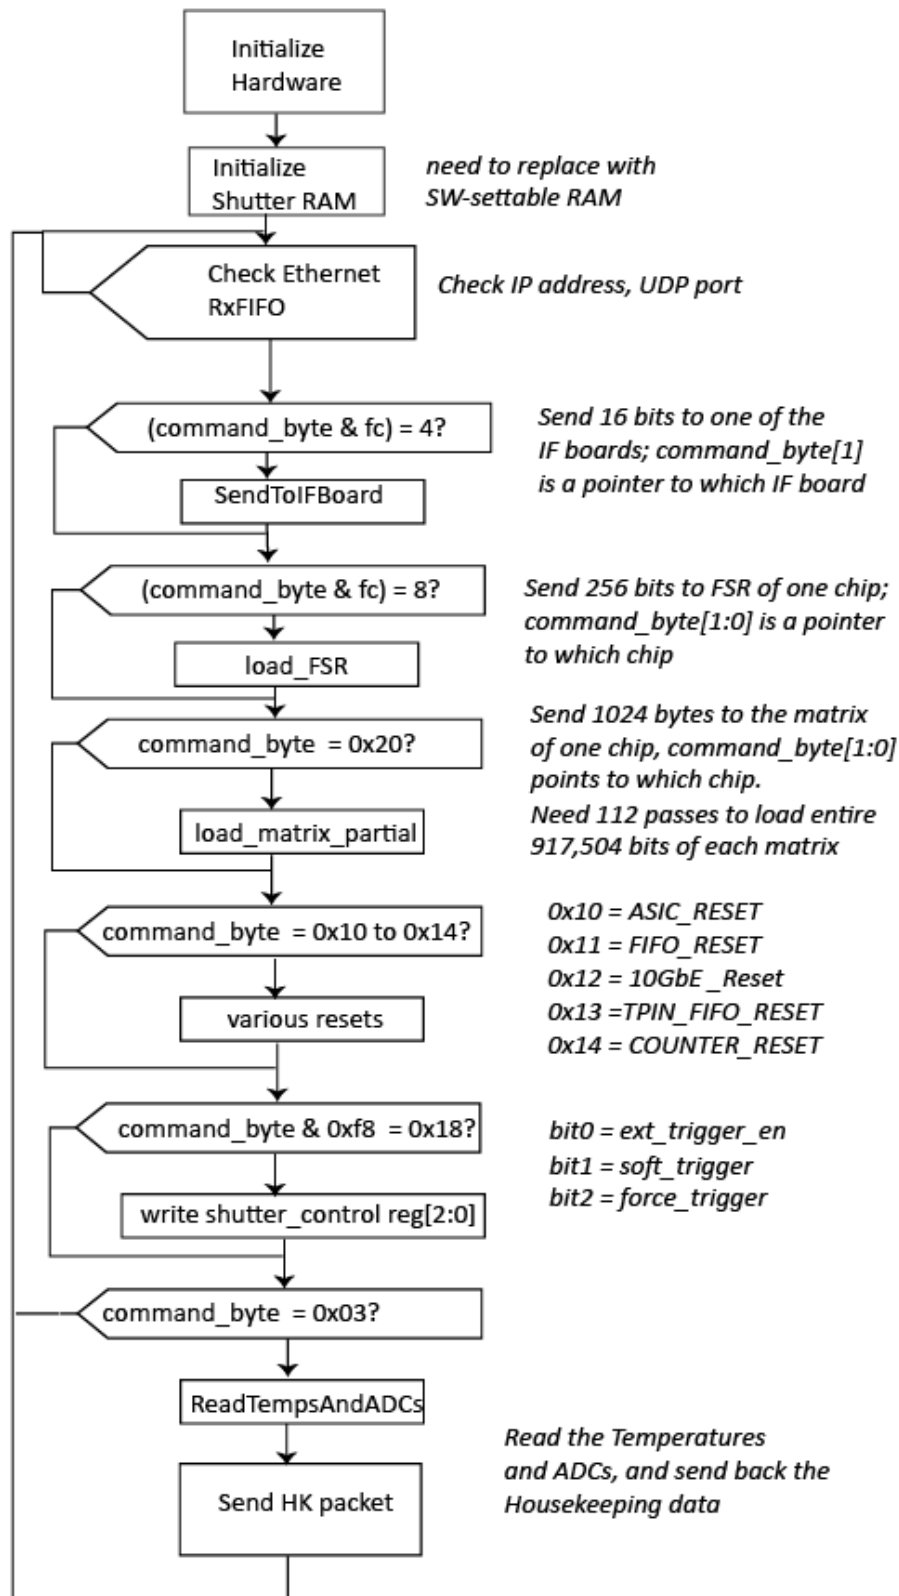 Initialize
Hardware
Initialize
Shutter RAM
need to replace with
SW-settable RAM
Check Ethernet
RxFIFO
Check IP address, UDP port
(command_byte & fc) = 4?
SendToIFBoard
Send 16 bits to one of the
IF boards; command_byte[1]
is a pointer to which IF board
(command_byte & fc) = 8?
load_FSR
Send 256 bits to FSR of one chip;
command_byte[1:0] is a pointer
to which chip
command_byte = 0x20?
load_matrix_partial
Send 1024 bytes to the matrix
of one chip, command_byte[1:0]
points to which chip.
Need 112 passes to load entire
917,504 bits of each matrix
command_byte = 0x10 to 0x14?
various resets
0x10 = ASIC_RESET
0x11 = FIFO_RESET
0x12 = 10GbE _Reset
0x13 =TPIN_FIFO_RESET
0x14 = COUNTER_RESET
command_byte & 0xf8 = 0x18?
write shutter_control reg[2:0]
bit0 = ext_trigger_en
bit1 = soft_trigger
bit2 = force_trigger
command_byte = 0x03?
ReadTempsAndADCs
Send HK packet
Read the Temperatures
and ADCs, and send back the
Housekeeping data